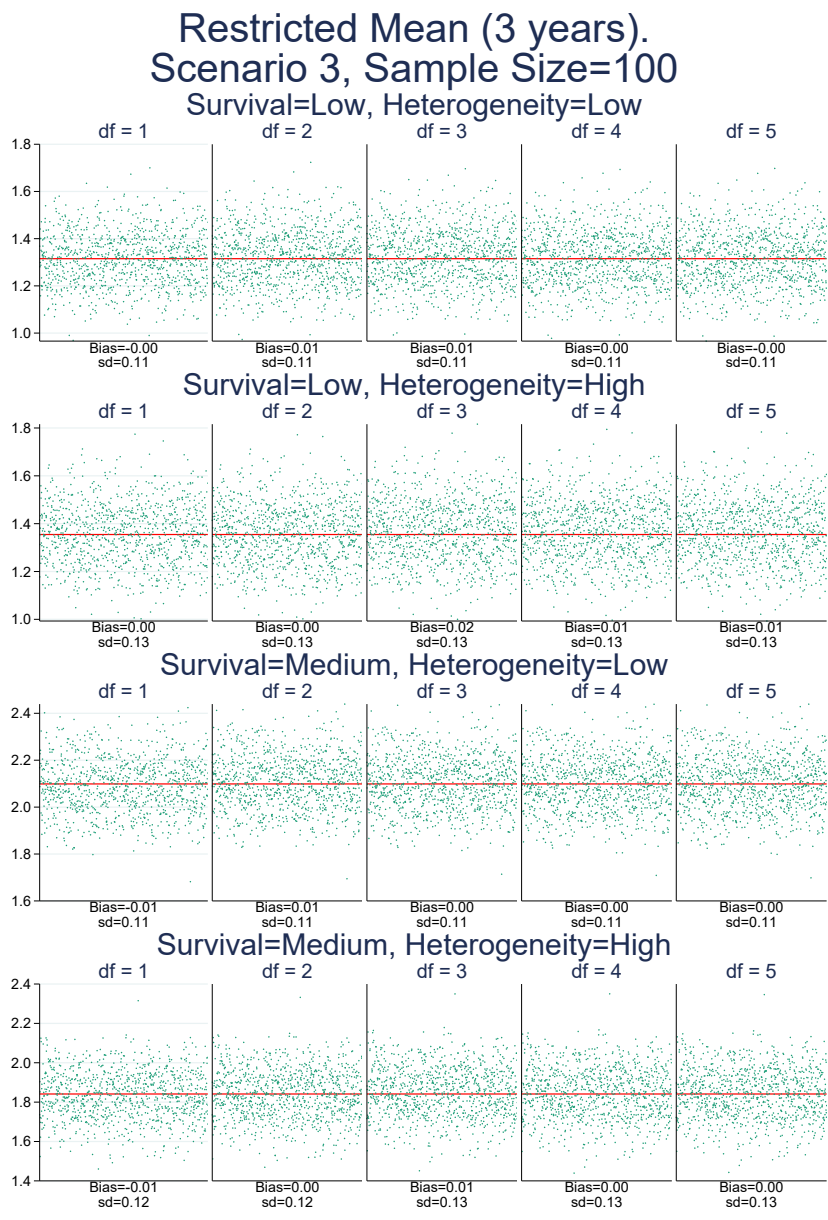 Restricted Mean (3 years).
Scenario 3, Sample Size=100
Survival=Low, Heterogeneity=Low
df = 1 df = 2 df = 3 df = 4 df = 5
1.8
1.6
1.4
1.2
1.0
Bias=-0.00 Bias=0.01 Bias=0.01 Bias=0.00 Bias=-0.00
sd=0.11 sd=0.11 sd=0.11 sd=0.11 sd=0.11
Survival=Low, Heterogeneity=High
df = 1 df = 2 df = 3 df = 4 df = 5
1.8
1.6
1.4
1.2
1.0
Bias=0.00 Bias=0.00 Bias=0.02 Bias=0.01 Bias=0.01
sd=0.13 sd=0.13 sd=0.13 sd=0.13 sd=0.13
Survival=Medium, Heterogeneity=Low
df = 1 df = 2 df = 3 df = 4 df = 5
2.4
2.2
2.0
1.8
1.6
Bias=-0.01 Bias=0.01 Bias=0.00 Bias=0.00 Bias=0.00
sd=0.11 sd=0.11 sd=0.11 sd=0.11 sd=0.11
Survival=Medium, Heterogeneity=High
df = 1 df = 2 df = 3 df = 4 df = 5
2.4
2.2
2.0
1.8
1.6
1.4
Bias=-0.01 Bias=0.00 Bias=0.01 Bias=0.00 Bias=0.00
sd=0.12 sd=0.12 sd=0.13 sd=0.13 sd=0.13